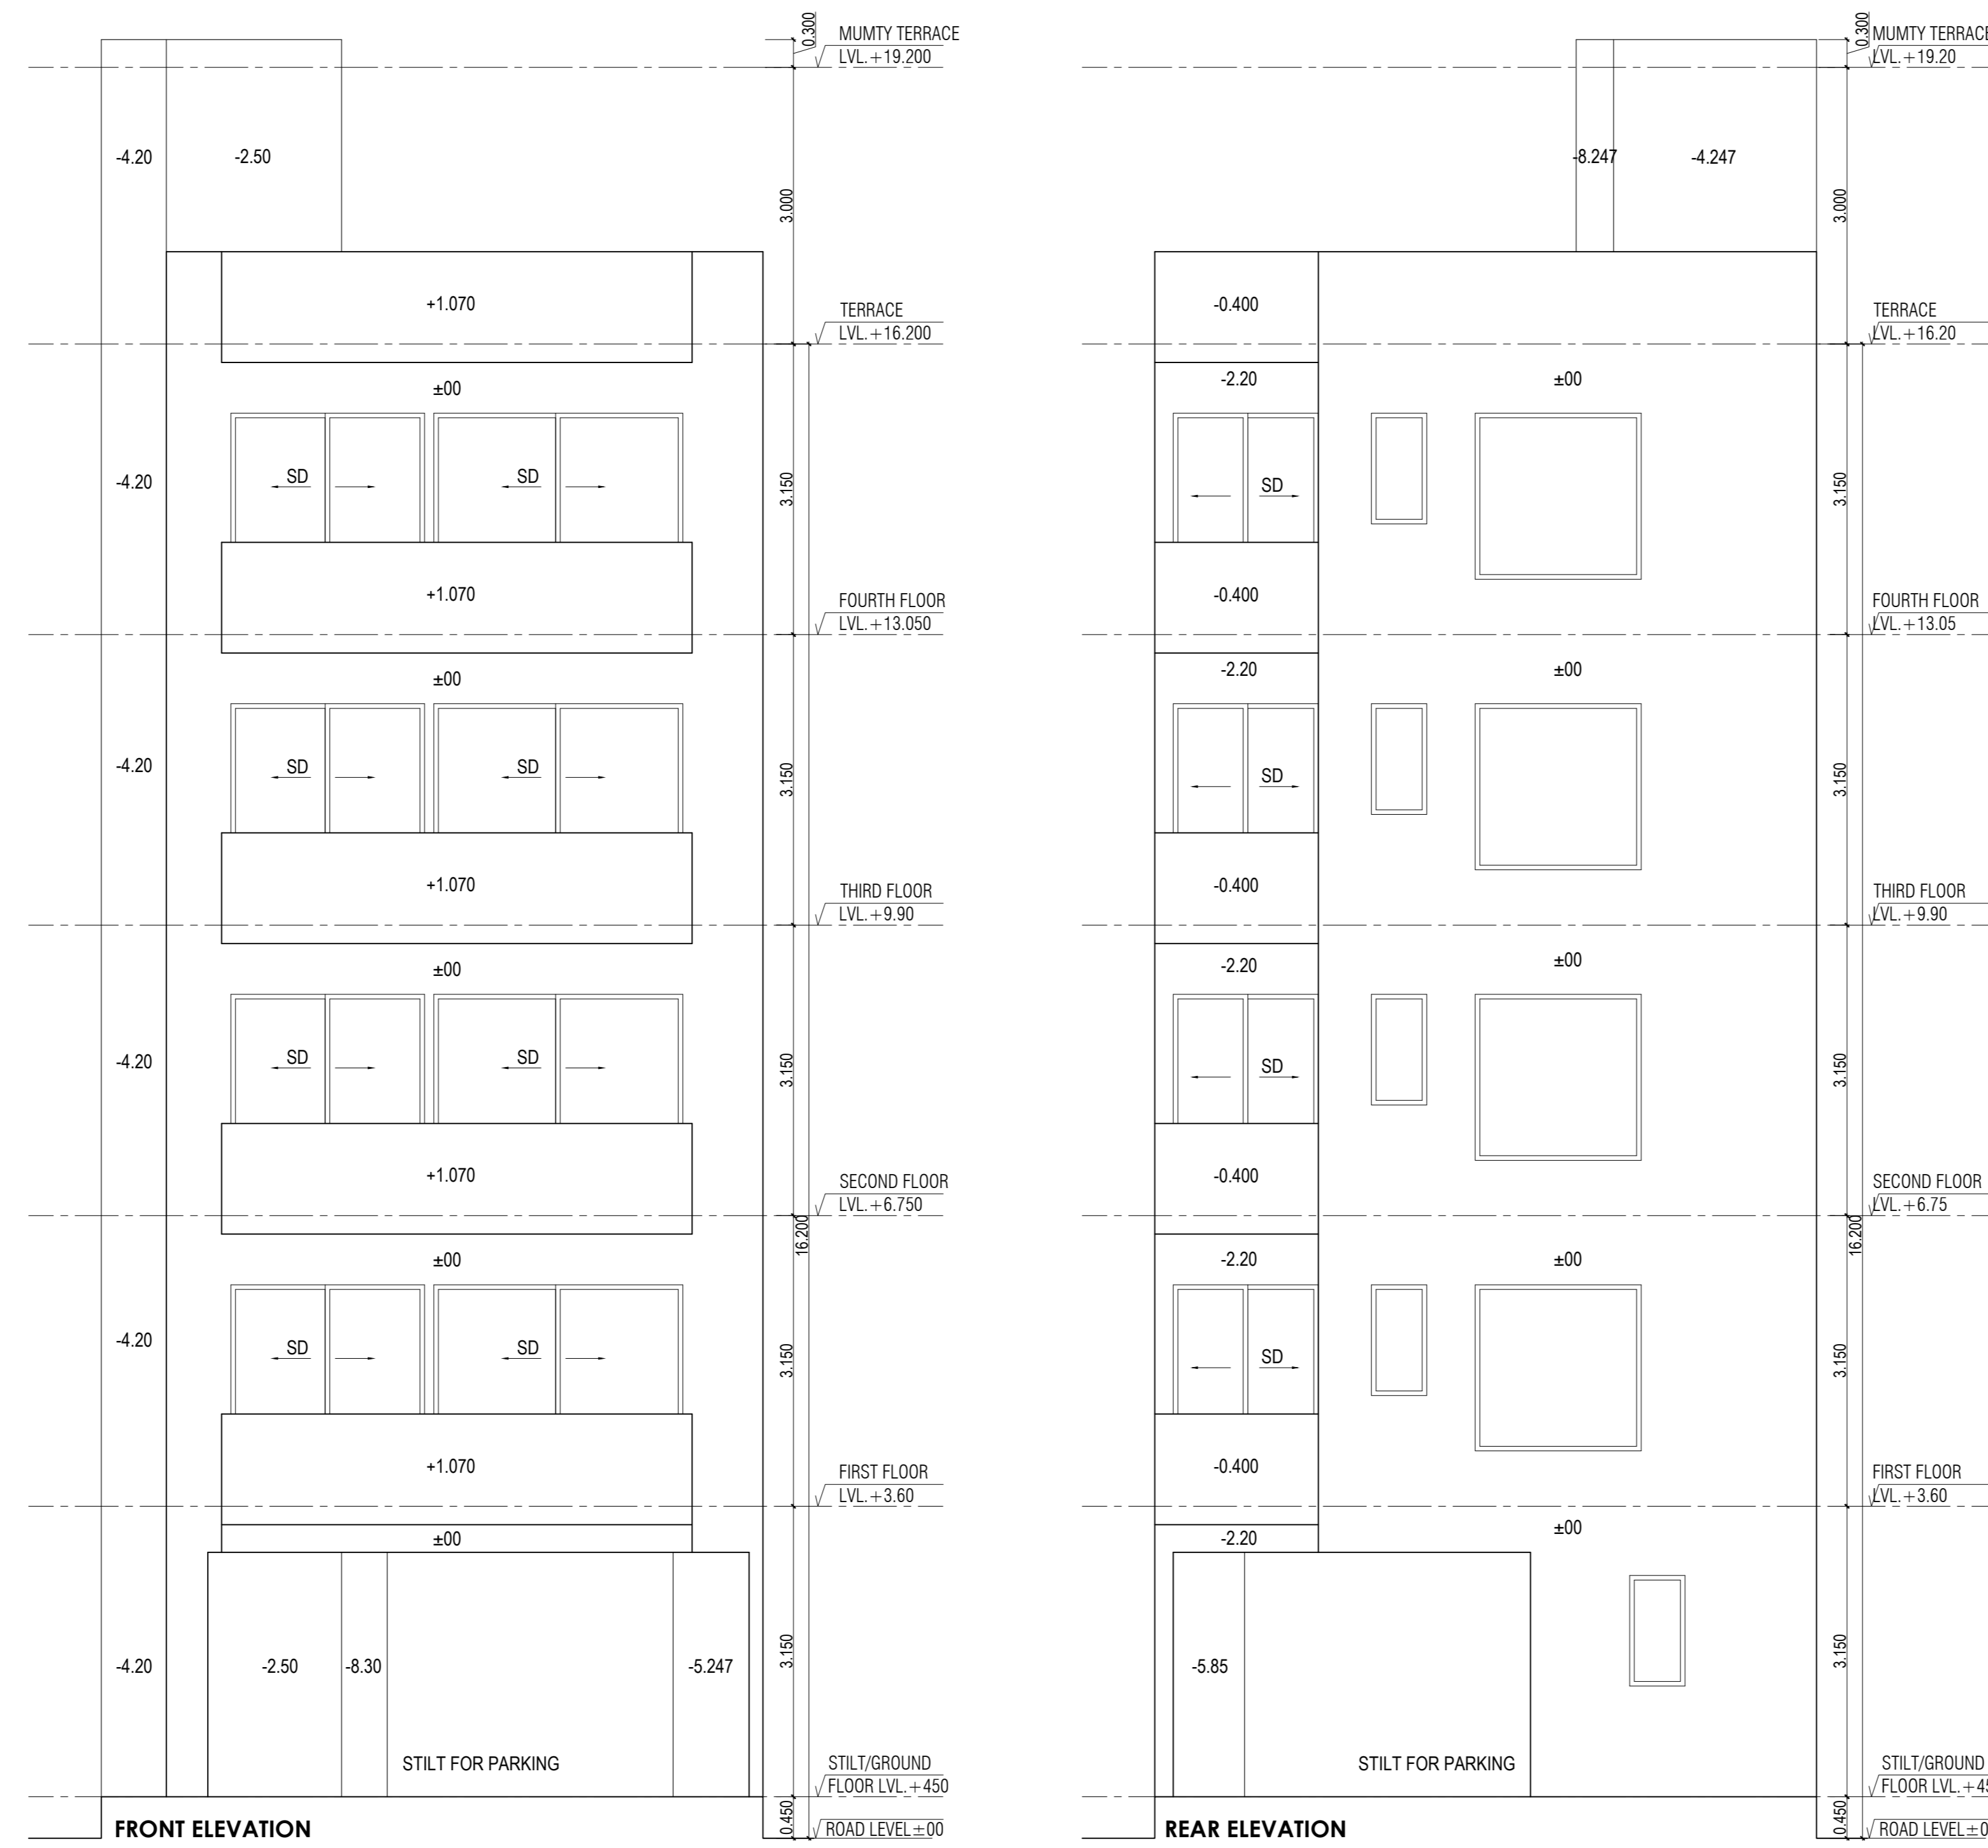 0.300
MUMTY TERRACE
LVL.+19.200
-4.20
-2.50
3.000
+1.070
TERRACE
LVL.+16.200
±00
-4.20
SD
SD
3.150
+1.070
FOURTH FLOOR
LVL.+13.050
±00
-4.20
SD
SD
3.150
+1.070
THIRD FLOOR
LVL.+9.90
±00
-4.20
SD
SD
3.150
+1.070
SECOND FLOOR
LVL.+6.750
16.200
±00
-4.20
SD
SD
3.150
+1.070
FIRST FLOOR
LVL.+3.60
±00
-4.20
-2.50
-8.30
-5.247
3.150
STILT FOR PARKING
STILT/GROUND
FLOOR LVL.+450
0.450
ROAD LEVEL±00
FRONT ELEVATION
0.300
MUMTY TERRACE
LVL.+19.20
-8.247
-4.247
3.000
-0.400
TERRACE
LVL.+16.20
-2.20
±00
SD
3.150
-0.400
FOURTH FLOOR
LVL.+13.05
-2.20
±00
SD
3.150
-0.400
THIRD FLOOR
LVL.+9.90
-2.20
±00
SD
3.150
-0.400
SECOND FLOOR
LVL.+6.75
16.200
-2.20
±00
SD
3.150
-0.400
FIRST FLOOR
LVL.+3.60
-2.20
±00
-5.85
3.150
STILT FOR PARKING
STILT/GROUND
FLOOR LVL.+45
0.450
ROAD LEVEL±0
REAR ELEVATION